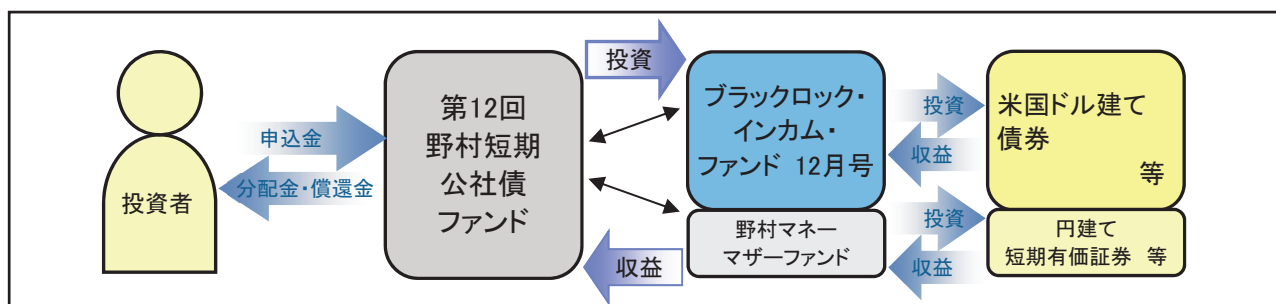 投資者
申込金
分配金・償還金
第12回
野村短期
公社債
ファンド
投資
収益
ブラックロック・
インカム・
ファンド 12月号
野村マネー
マザーファンド
投資
収益
投資
収益
米国ドル建て
債券
等
円建て
短期有価証券 等